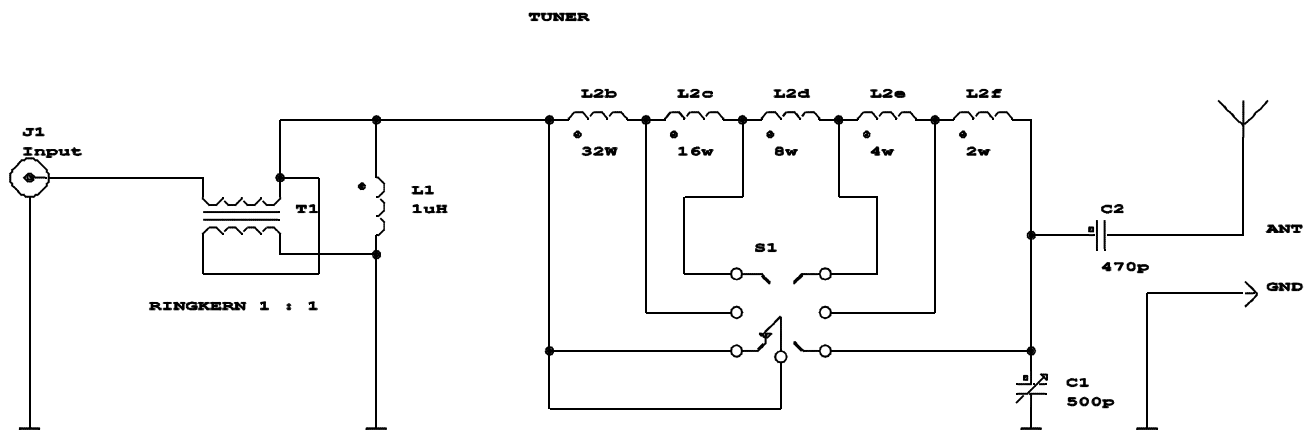 TUNER
L2b
L2c
L2d
L2e
L2f
32W
16w
8w
4w
2w
J1
Input
T1
L1
1uH
S1
C2
470p
ANT
GND
RINGKERN 1 : 1
C1
500p